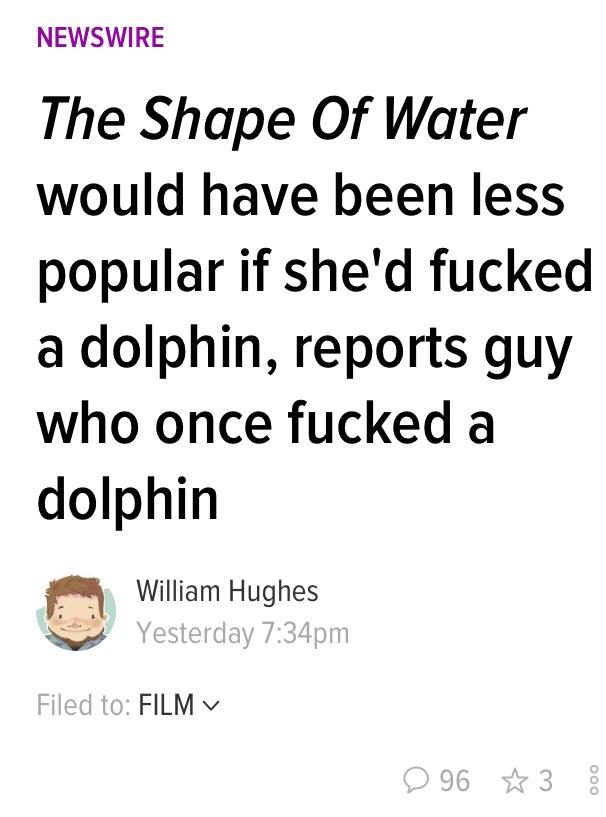 NEWSWIRE
The Shape Of Water
would have been less
popular if she'd fucked
a dolphin, reports guy
who once fucked a
dolphin
William Hughes
Yesterday 7:34pm
Filed to: FILM
96 3